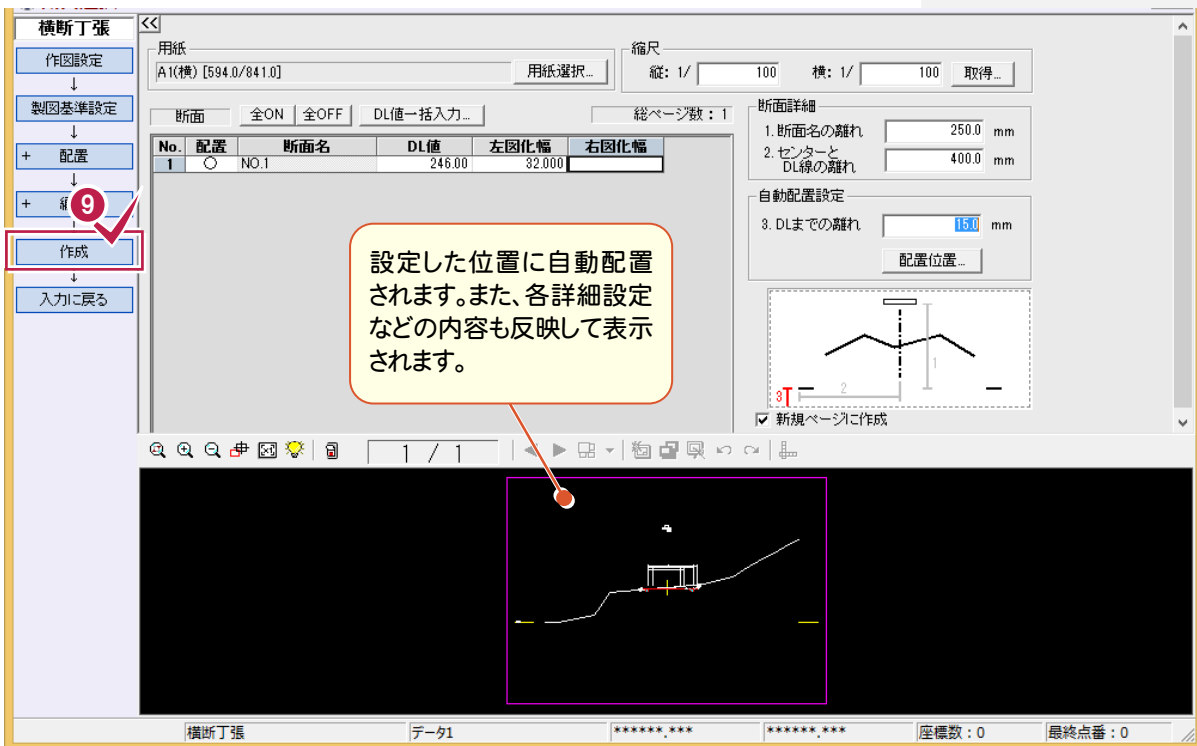 横断丁張
<<
作図設定
↓
製図基準設定
↓
+ 配置
↓
+
9
作成
↓
入力に戻る
用紙
A1(横) [594.0/841.0]
用紙選択...
縮尺
縦: 1/ 100 横: 1/ 100 取得...
断面 全ON 全OFF DL値一括入力... 総ページ数: 1
No. 配置 断面名 DL値 左図化幅 右図化幅
1 ○ NO.1 246.00 32.000
断面詳細
1. 断面名の離れ 250.0 mm
2. センターと
DL線の離れ 400.0 mm
自動配置設定
3. DLまでの離れ 15.0 mm
配置位置...
1
2
3
新規ページに作成
設定した位置に自動配置
されます。また、各詳細設定
などの内容も反映して表示
されます。
1 / 1
横断丁張 データ1 ******.*** ******.*** 座標数：0 最終点番：0